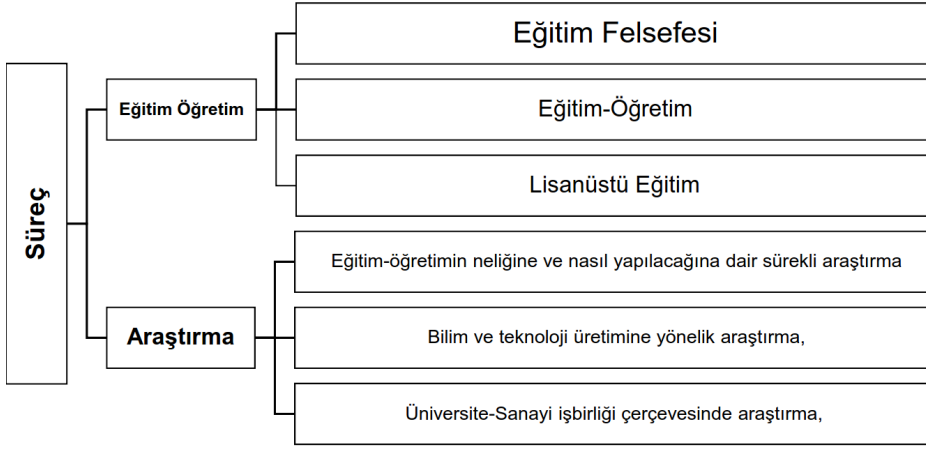 Süreç
Eğitim Öğretim
Eğitim Felsefesi
Eğitim-Öğretim
Lisanüstü Eğitim
Araştırma
Eğitim-öğretimin neliğine ve nasıl yapılacağına dair sürekli araştırma
Bilim ve teknoloji üretimine yönelik araştırma,
Üniversite-Sanayi işbirliği çerçevesinde araştırma,